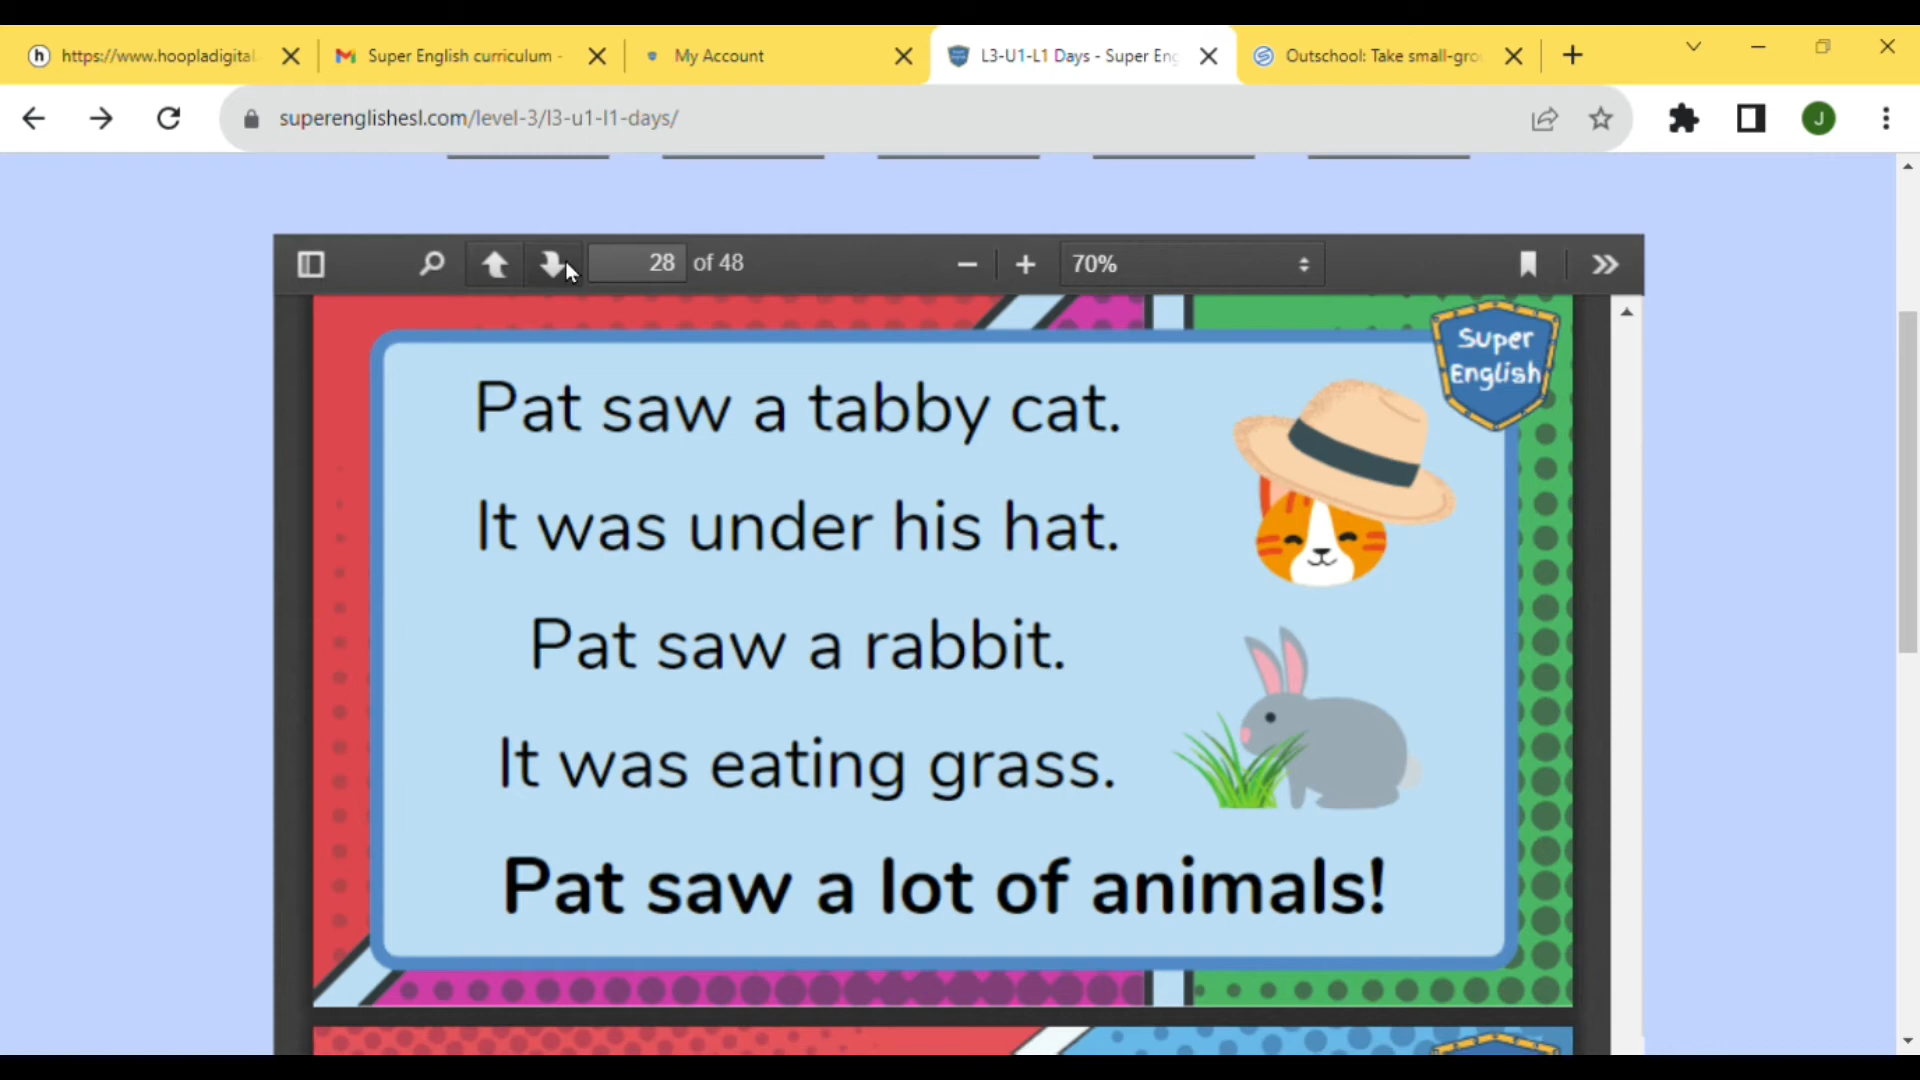 https://www.hoopladigital.
Super English curriculum -
My Account
L3-U1-L1 Days - Super Eng
Outschool: Take small-gro
superenglishesl.com/level-3/l3-u1-l1-days/
J
28 of 48
70%
Super
English
Pat saw a tabby cat.
It was under his hat.
Pat saw a rabbit.
It was eating grass.
Pat saw a lot of animals!